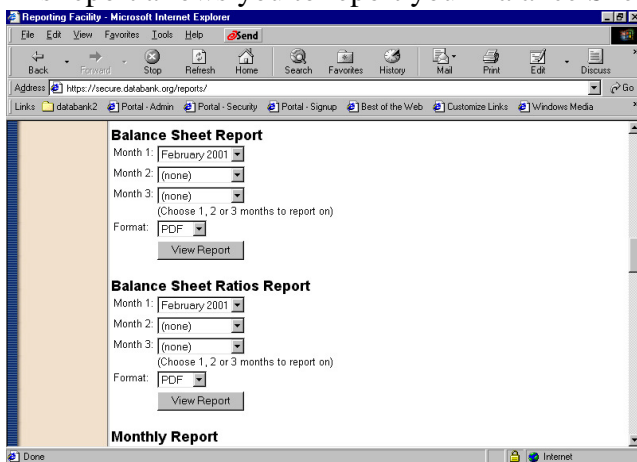 Reporting Facility - Microsoft Internet Explorer
File Edit View Favorites Tools Help Send
Back Forward Stop Refresh Home Search Favorites History Mail Print Edit Discuss
Address https://secure.databank.org/reports/ Go
Links databank2 Portal - Admin Portal - Security Portal - Signup Best of the Web Customize Links Windows Media
Balance Sheet Report
Month 1: February 2001
Month 2: (none)
Month 3: (none)
(Choose 1, 2 or 3 months to report on)
Format: PDF
View Report
Balance Sheet Ratios Report
Month 1: February 2001
Month 2: (none)
Month 3: (none)
(Choose 1, 2 or 3 months to report on)
Format: PDF
View Report
Monthly Report
Done Internet